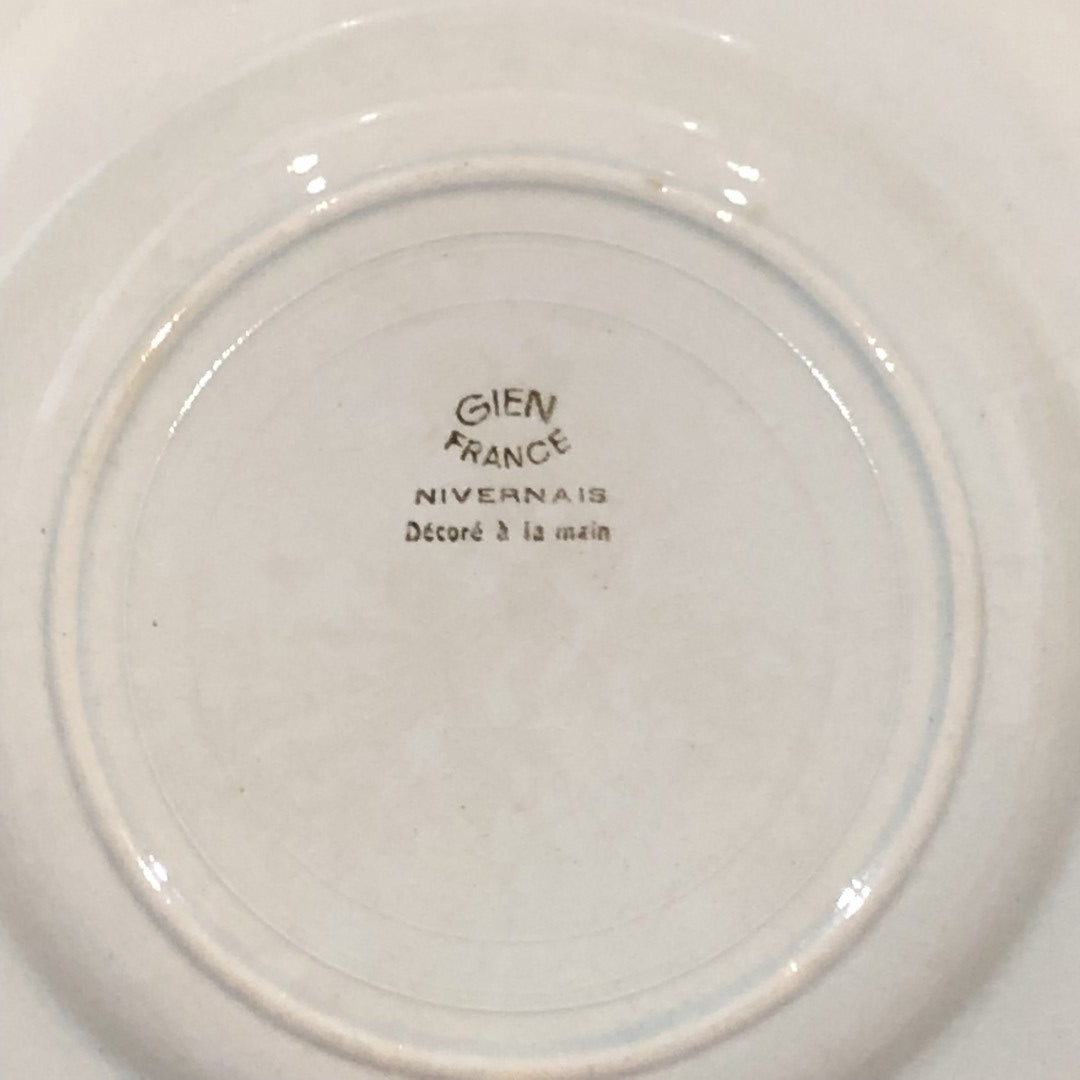 GIEN
FRANCE
NIVERNAIS
Décoré à la main